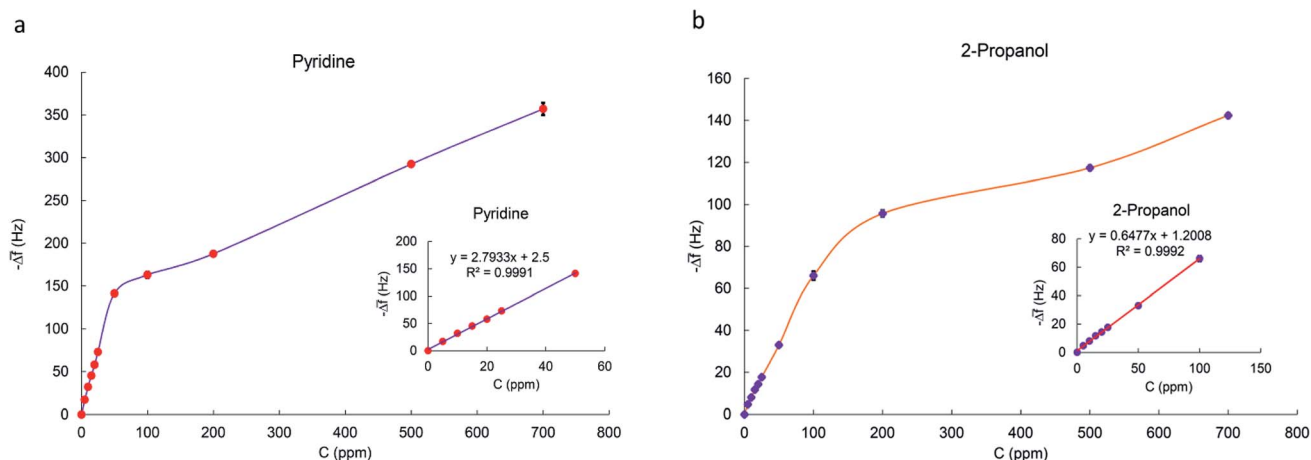 a
Pyridine
400
350
300
250
200
150
100
50
0
-Δf̄ (Hz)
0 100 200 300 400 500 600 700 800
C (ppm)
Pyridine
y = 2.7933x + 2.5
R² = 0.9991
200
150
100
50
0
-Δf̄ (Hz)
0 20 40 60
C (ppm)
b
2-Propanol
160
140
120
100
80
60
40
20
0
-Δf̄ (Hz)
0 100 200 300 400 500 600 700 800
C (ppm)
2-Propanol
y = 0.6477x + 1.2008
R² = 0.9992
80
60
40
20
0
-Δf̄ (Hz)
0 50 100 150
C (ppm)